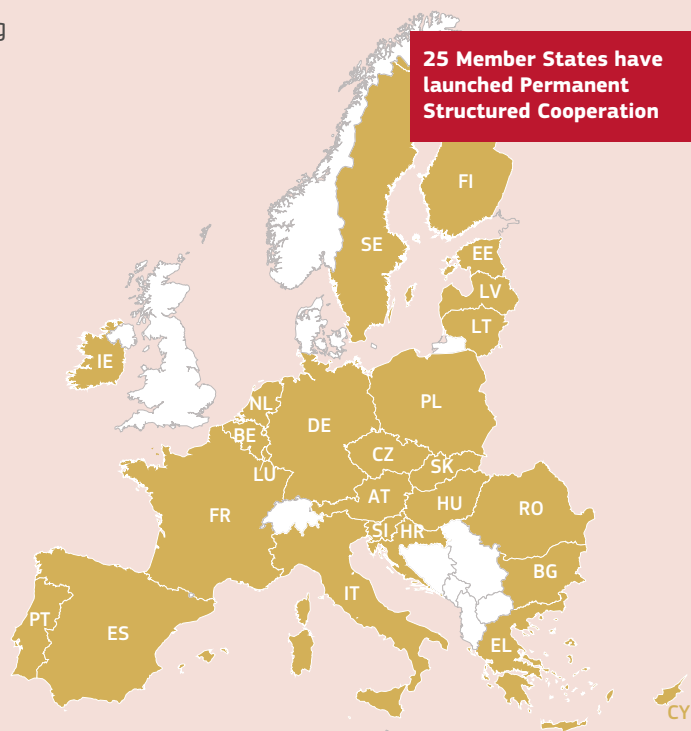 g
25 Member States have
launched Permanent
Structured Cooperation
FI
SE
EE
LV
LT
IE
NL
PL
DE
BE
CZ
SK
LU
AT
HU
RO
FR
SI
HR
BG
IT
PT
ES
EL
CY